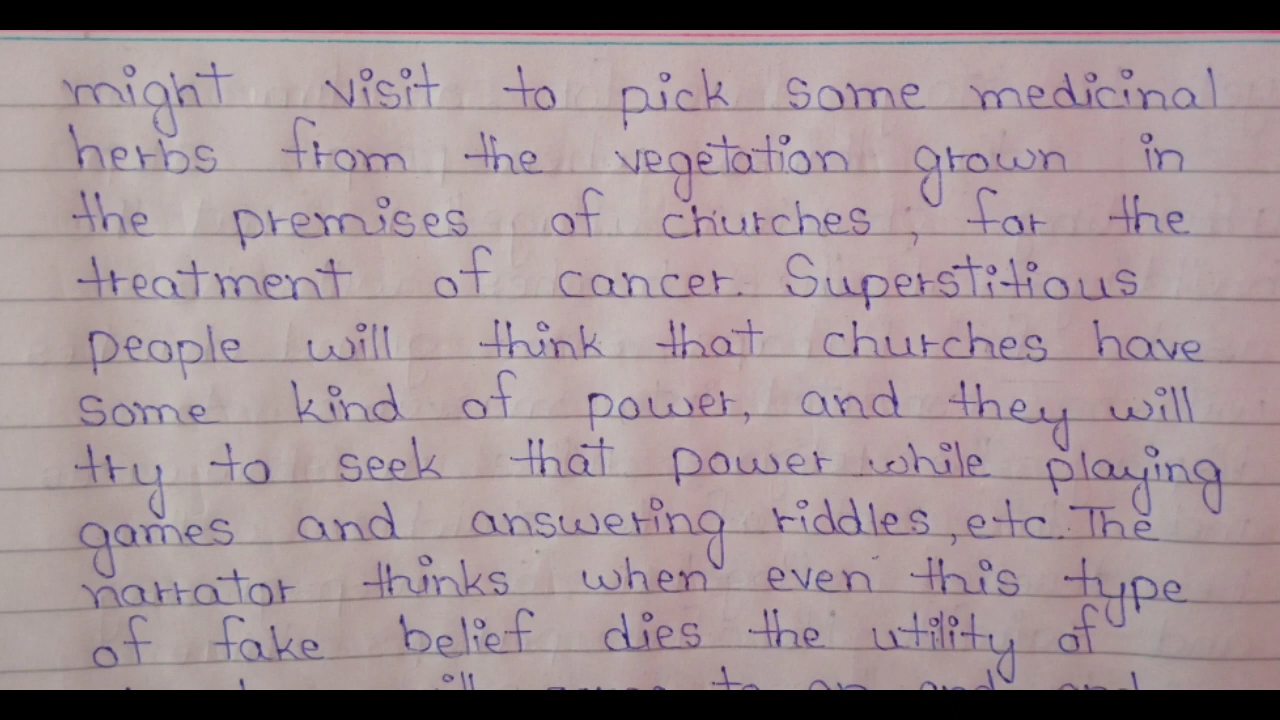 might visit to pick some medicinal
herbs from the vegetation grown in
the premises of churches, for the
treatment of cancer. Superstitious
people will think that churches have
some kind of power, and they will
try to seek that power while playing
games and answering riddles, etc. The
narrator thinks when even this type
of fake belief dies the utility of